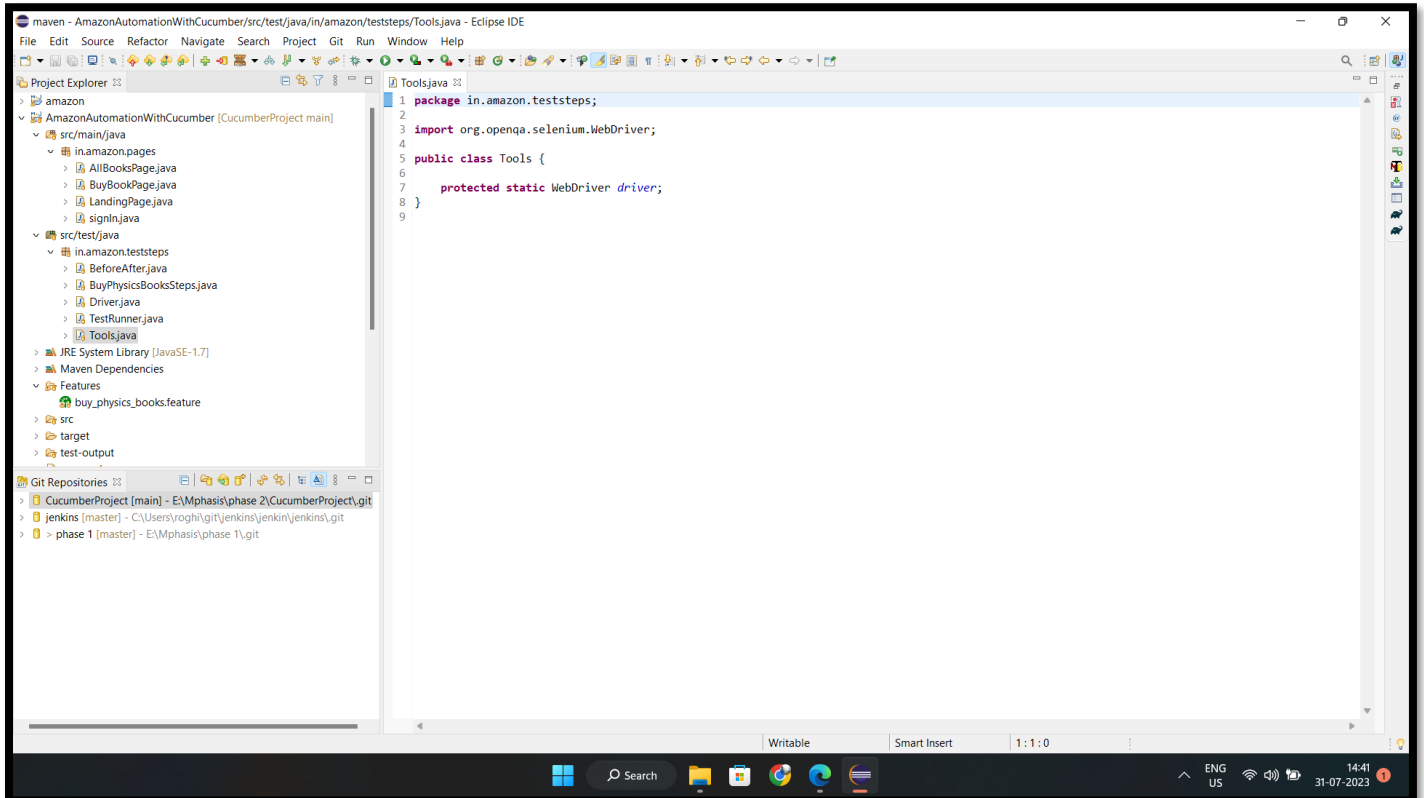 maven - AmazonAutomationWithCucumber/src/test/java/in/amazon/teststeps/Tools.java - Eclipse IDE
File Edit Source Refactor Navigate Search Project Git Run Window Help
Project Explorer
amazon
AmazonAutomationWithCucumber [CucumberProject main]
src/main/java
in.amazon.pages
AllBooksPage.java
BuyBookPage.java
LandingPage.java
signIn.java
src/test/java
in.amazon.teststeps
BeforeAfter.java
BuyPhysicsBooksSteps.java
Driver.java
TestRunner.java
Tools.java
JRE System Library [JavaSE-1.7]
Maven Dependencies
Features
buy_physics_books.feature
src
target
test-output
Git Repositories
CucumberProject [main] - E:\Mphasis\phase 2\CucumberProject\.git
jenkins [master] - C:\Users\roghi\git\jenkins\jenkin\jenkins\.git
> phase 1 [master] - E:\Mphasis\phase 1\.git
Tools.java
1 package in.amazon.teststeps;
2
3 import org.openqa.selenium.WebDriver;
4
5 public class Tools {
6
7 protected static WebDriver driver;
8 }
9
Writable Smart Insert 1 : 1 : 0
Search
ENG
US
14:41
31-07-2023
1